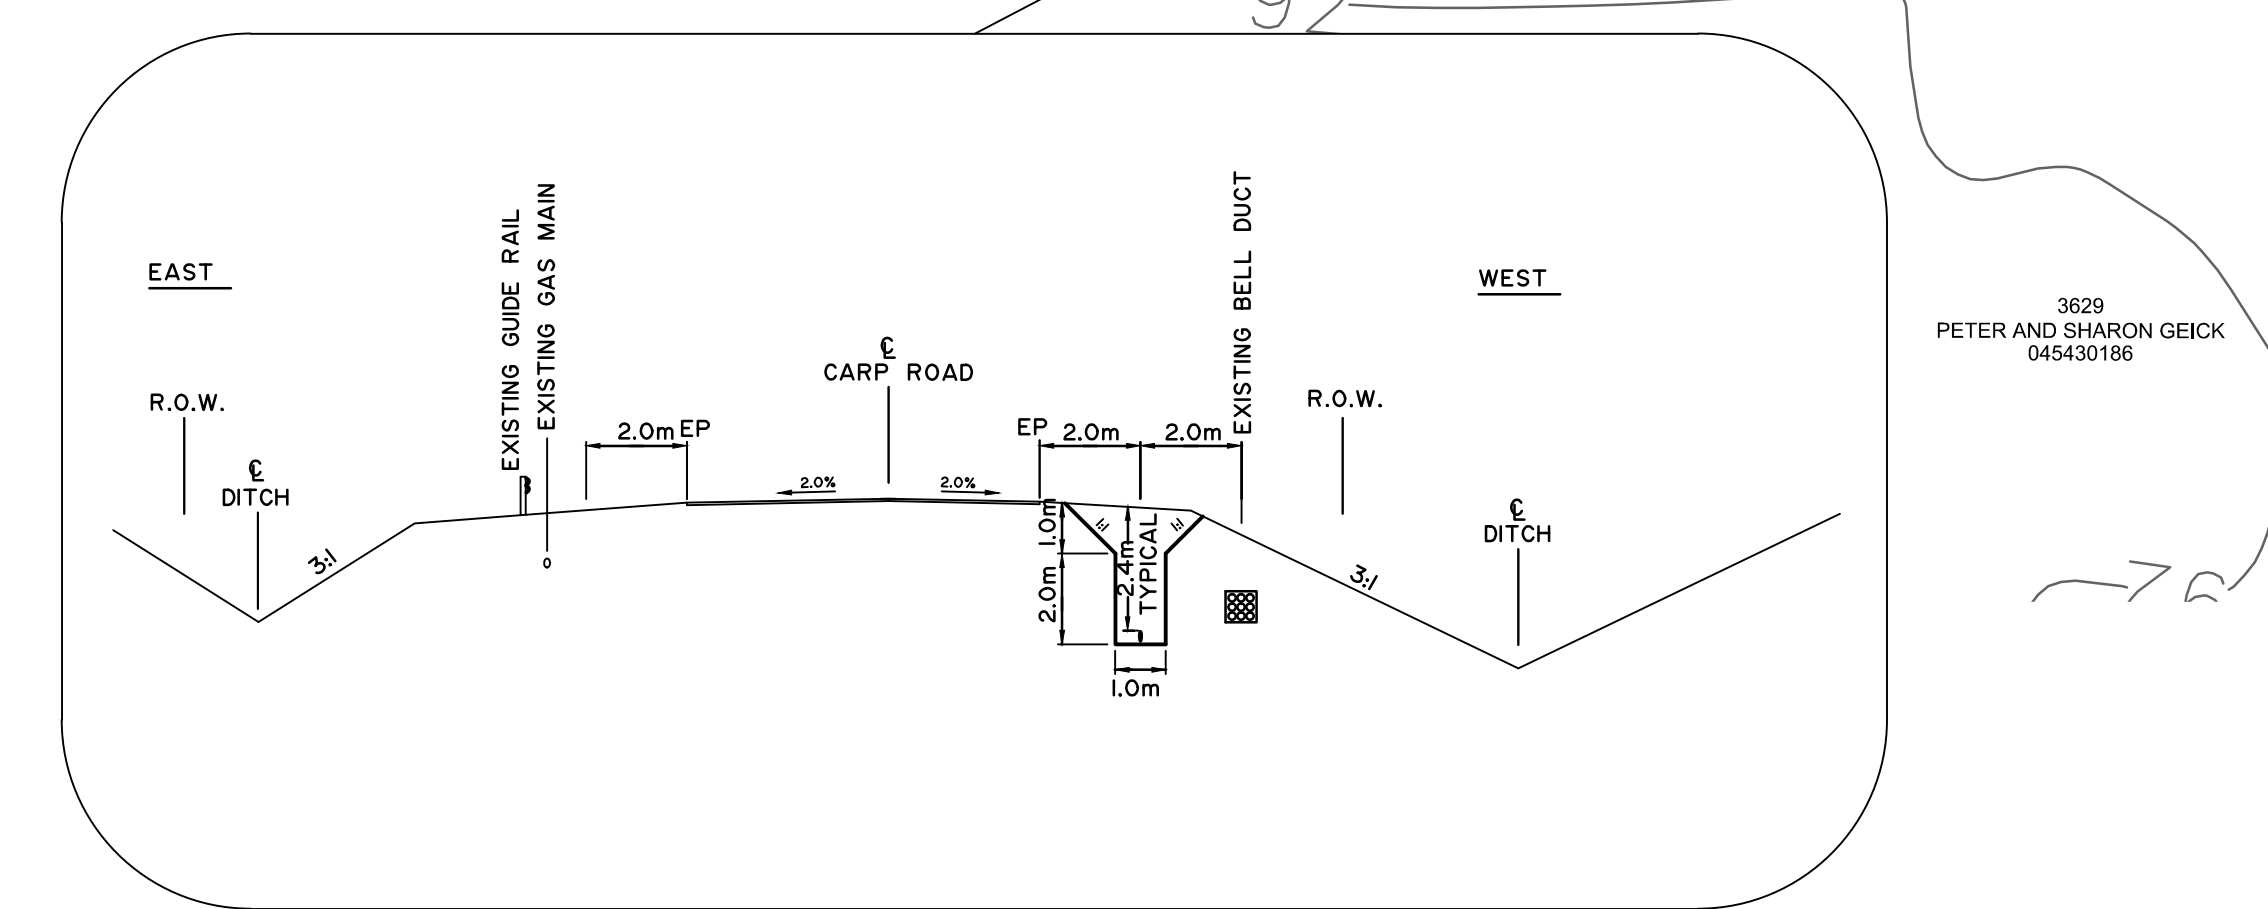 EAST
WEST
EXISTING GUIDE RAIL
EXISTING GAS MAIN
EXISTING BELL DUCT
3629
PETER AND SHARON GEICK
045430186
℄
CARP ROAD
R.O.W.
R.O.W.
2.0m EP
EP 2.0m 2.0m
℄
DITCH
2.0%
2.0%
℄
DITCH
3:1
1.0m
1:1
1:1
2.4m
TYPICAL
2.0m
3:1
1.0m